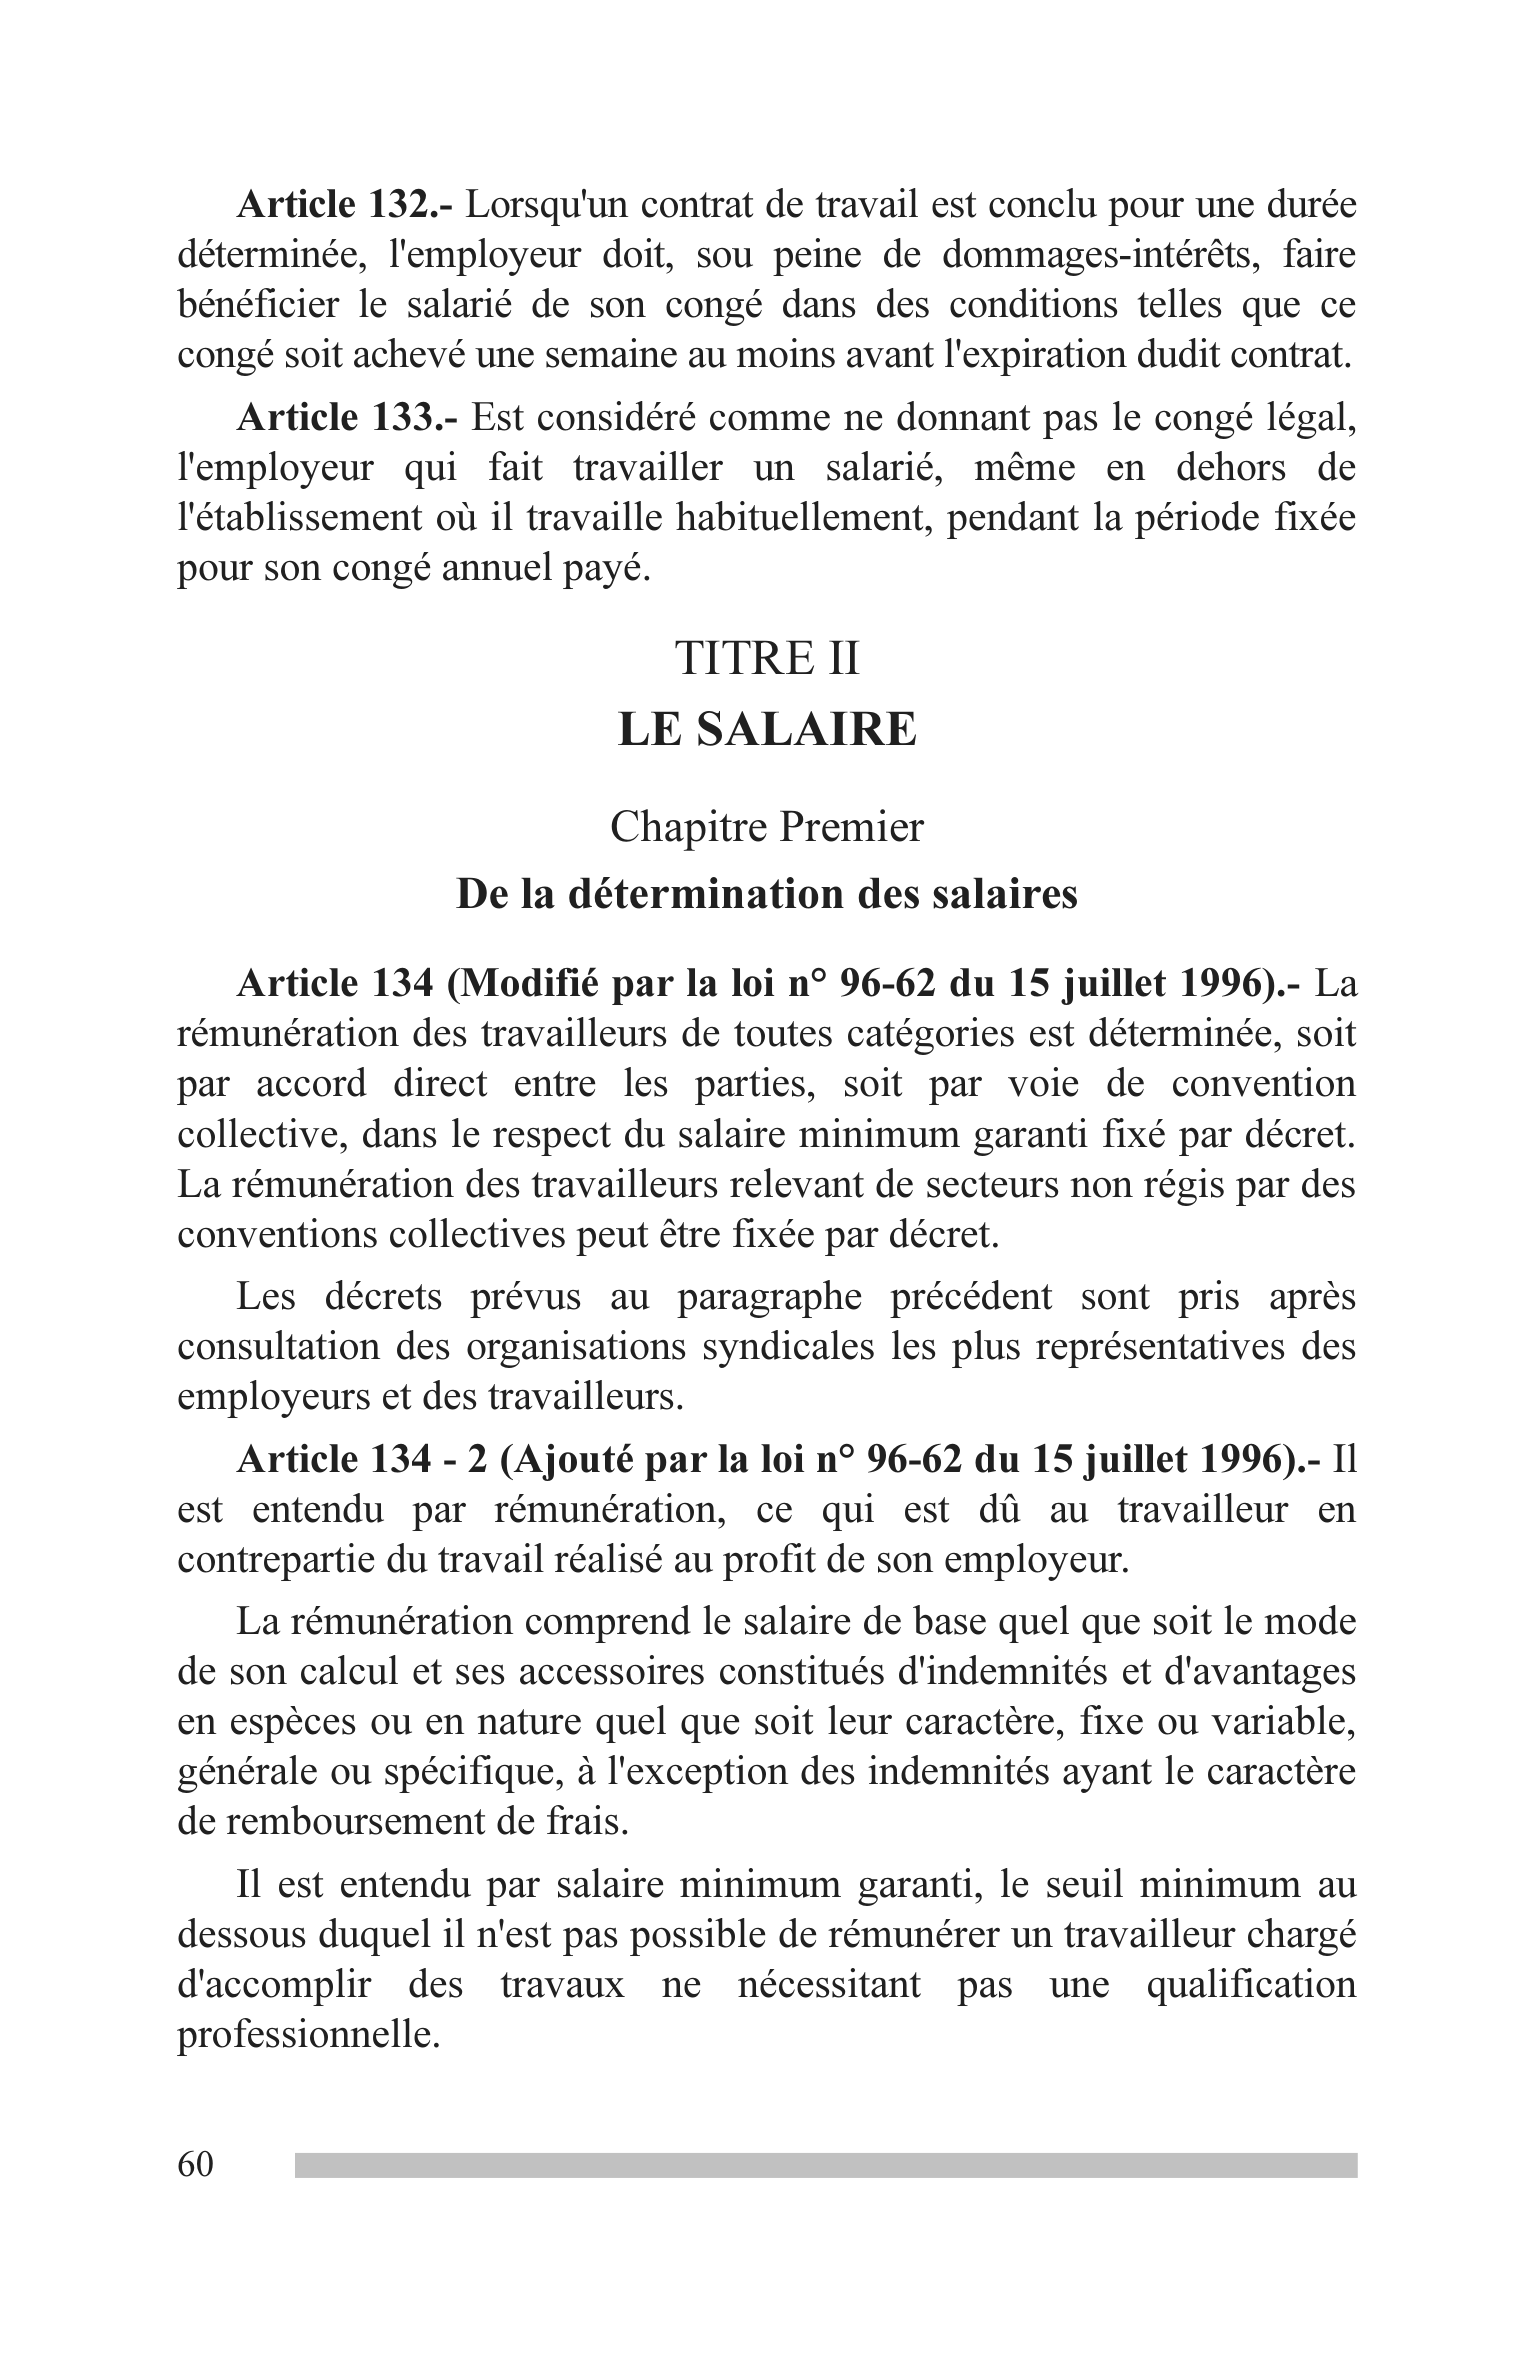 Article 132.- Lorsqu'un contrat de travail est conclu pour une durée
déterminée, l'employeur doit, sou peine de dommages-intérêts, faire
bénéficier le salarié de son congé dans des conditions telles que ce
congé soit achevé une semaine au moins avant l'expiration dudit contrat.
Article 133.- Est considéré comme ne donnant pas le congé légal,
l'employeur qui fait travailler un salarié, même en dehors de
l'établissement où il travaille habituellement, pendant la période fixée
pour son congé annuel payé.
TITRE II
LE SALAIRE
Chapitre Premier
De la détermination des salaires
Article 134 (Modifié par la loi n° 96-62 du 15 juillet 1996).- La
rémunération des travailleurs de toutes catégories est déterminée, soit
par accord direct entre les parties, soit par voie de convention
collective, dans le respect du salaire minimum garanti fixé par décret.
La rémunération des travailleurs relevant de secteurs non régis par des
conventions collectives peut être fixée par décret.
Les décrets prévus au paragraphe précédent sont pris après
consultation des organisations syndicales les plus représentatives des
employeurs et des travailleurs.
Article 134 - 2 (Ajouté par la loi n° 96-62 du 15 juillet 1996).- Il
est entendu par rémunération, ce qui est dû au travailleur en
contrepartie du travail réalisé au profit de son employeur.
La rémunération comprend le salaire de base quel que soit le mode
de son calcul et ses accessoires constitués d'indemnités et d'avantages
en espèces ou en nature quel que soit leur caractère, fixe ou variable,
générale ou spécifique, à l'exception des indemnités ayant le caractère
de remboursement de frais.
Il est entendu par salaire minimum garanti, le seuil minimum au
dessous duquel il n'est pas possible de rémunérer un travailleur chargé
d'accomplir des travaux ne nécessitant pas une qualification
professionnelle.
60